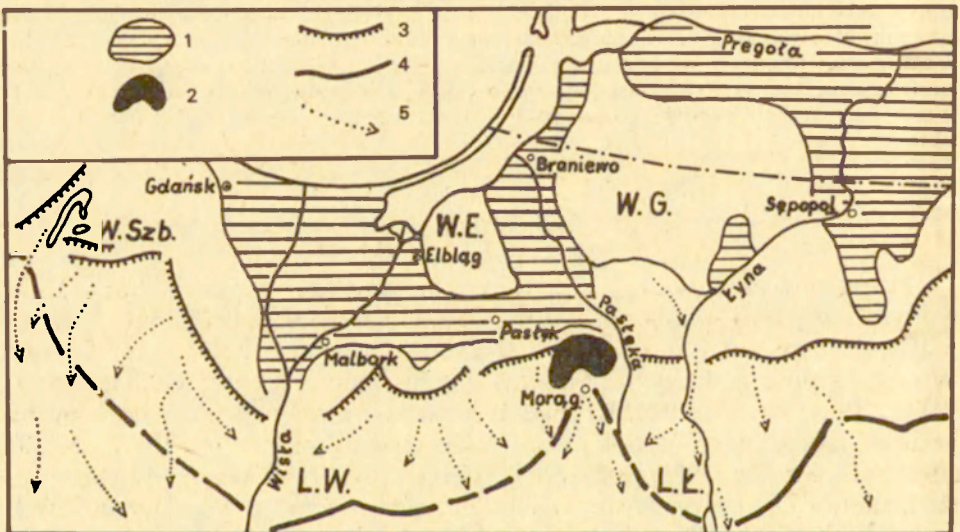 1
2
3
4
5
Pregoła
Gdańsk
Braniewo
W.Szb.
W.E.
W.G.
Sępopol
Elbląg
Łyna
Pasłęk
Pasłęka
Malbork
Morąg
Wisła
L.W.
L.Ł.